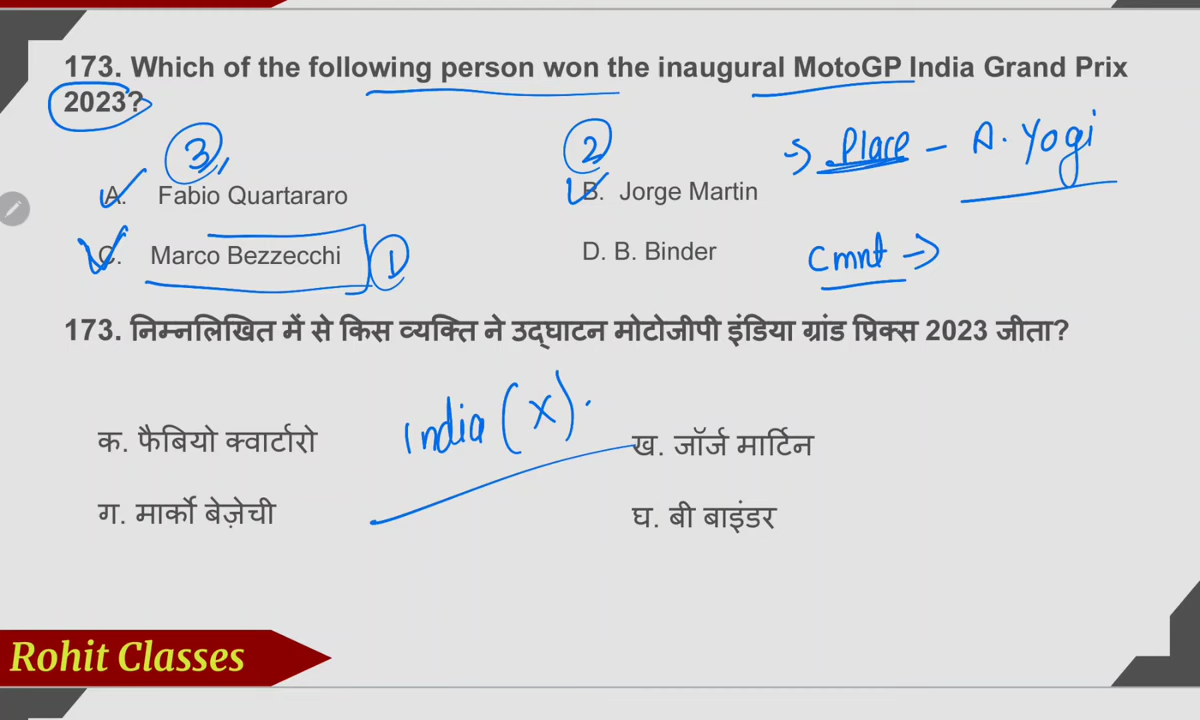 173. Which of the following person won the inaugural MotoGP India Grand Prix
2023?
3
2
→ Place - A. Yogi
A. Fabio Quartararo
B. Jorge Martin
C. Marco Bezzecchi
1
D. B. Binder
Cmnt →
173. निम्नलिखित में से किस व्यक्ति ने उद्घाटन मोटोजीपी इंडिया ग्रांड प्रिक्स 2023 जीता?
India (X).
क. फैबियो क्वार्टारो
ख. जॉर्ज मार्टिन
ग. मार्को बेज़ेची
घ. बी बाइंडर
Rohit Classes